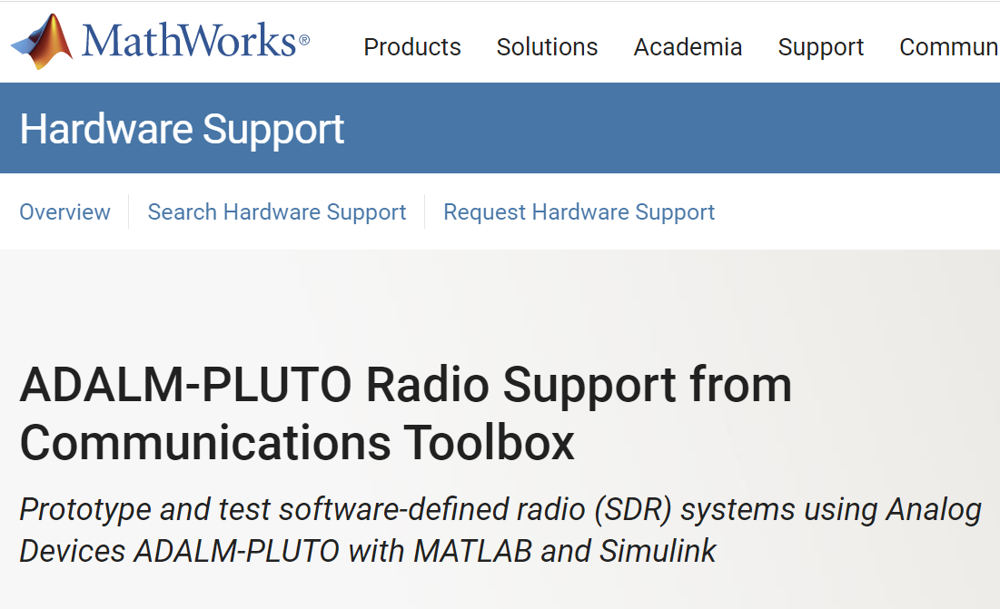 MathWorks®
Products Solutions Academia Support Commun
Hardware Support
Overview Search Hardware Support Request Hardware Support
ADALM-PLUTO Radio Support from
Communications Toolbox
Prototype and test software-defined radio (SDR) systems using Analog
Devices ADALM-PLUTO with MATLAB and Simulink